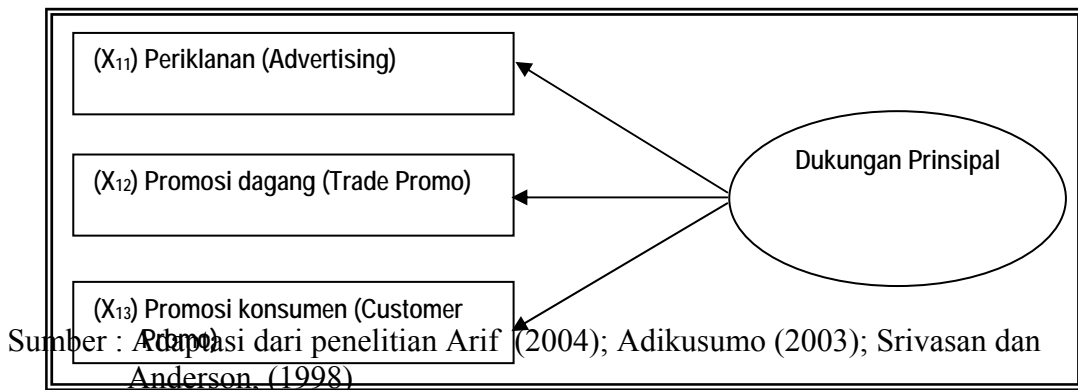 (X₁₁) Periklanan (Advertising)
(X₁₂) Promosi dagang (Trade Promo)
Dukungan Prinsipal
(X₁₃) Promosi konsumen (Customer
Promo)
Sumber : Adaptasi dari penelitian Arif (2004); Adikusumo (2003); Srivasan dan
Anderson, (1998)